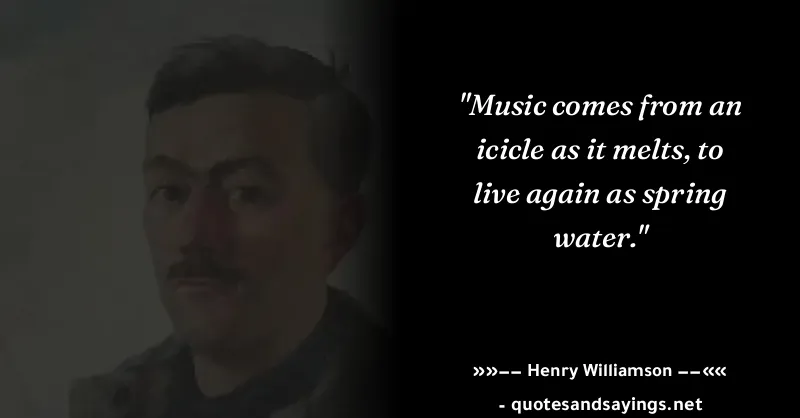 "Music comes from an
icicle as it melts, to
live again as spring
water."
»»−− Henry Williamson −−««
- quotesandsayings.net